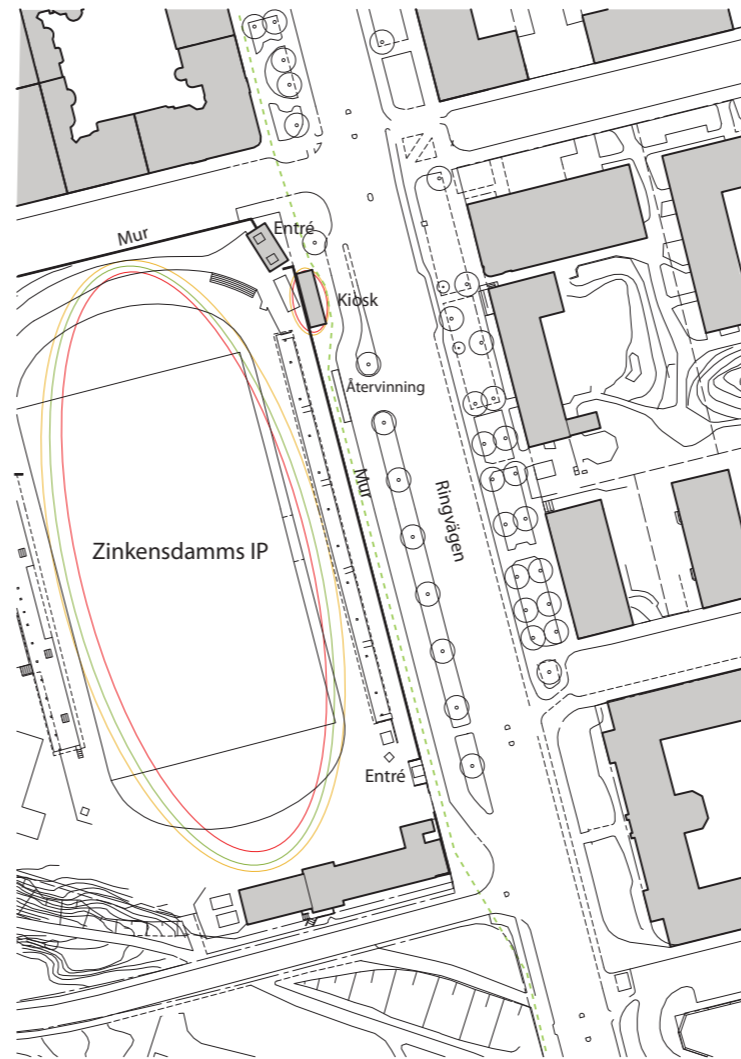 Entré
Mur
Kiosk
Återvinning
Mur
Ringvägen
Zinkensdamms IP
Entré